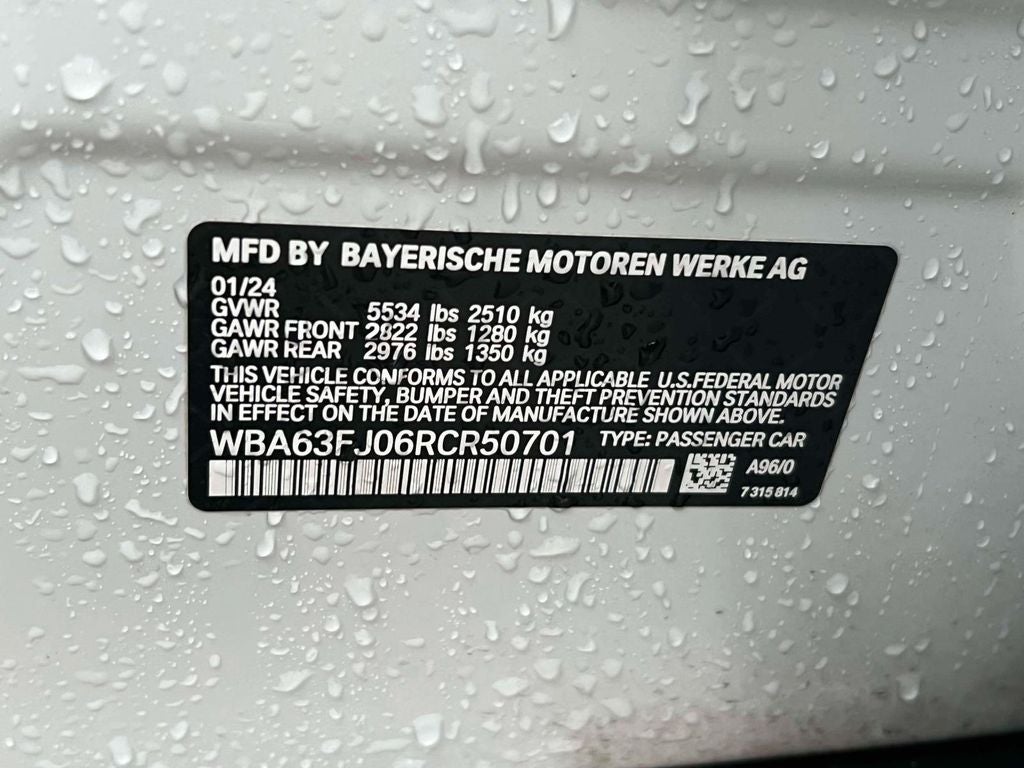 MFD BY BAYERISCHE MOTOREN WERKE AG
01/24
GVWR 5534 lbs 2510 kg
GAWR FRONT 2822 lbs 1280 kg
GAWR REAR 2976 lbs 1350 kg
THIS VEHICLE CONFORMS TO ALL APPLICABLE U.S.FEDERAL MOTOR
VEHICLE SAFETY, BUMPER AND THEFT PREVENTION STANDARDS
IN EFFECT ON THE DATE OF MANUFACTURE SHOWN ABOVE.
WBA63FJ06RCR50701 TYPE: PASSENGER CAR
A96/0
7 315 814